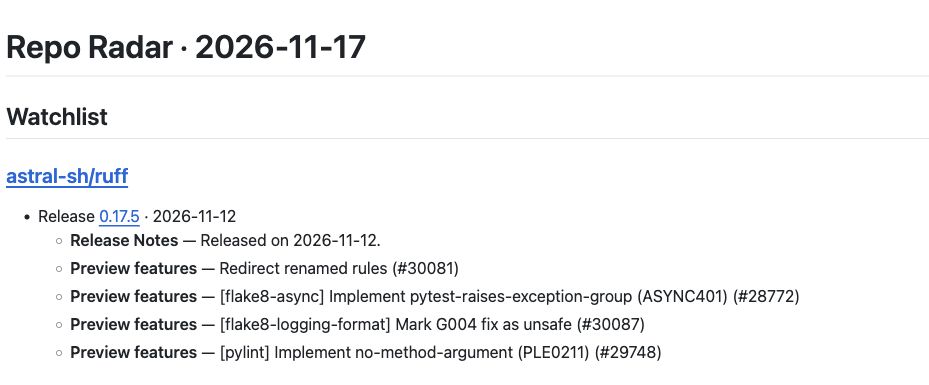 Repo Radar · 2026-11-17
Watchlist
astral-sh/ruff
• Release 0.17.5 · 2026-11-12
○ Release Notes — Released on 2026-11-12.
○ Preview features — Redirect renamed rules (#30081)
○ Preview features — [flake8-async] Implement pytest-raises-exception-group (ASYNC401) (#28772)
○ Preview features — [flake8-logging-format] Mark G004 fix as unsafe (#30087)
○ Preview features — [pylint] Implement no-method-argument (PLE0211) (#29748)